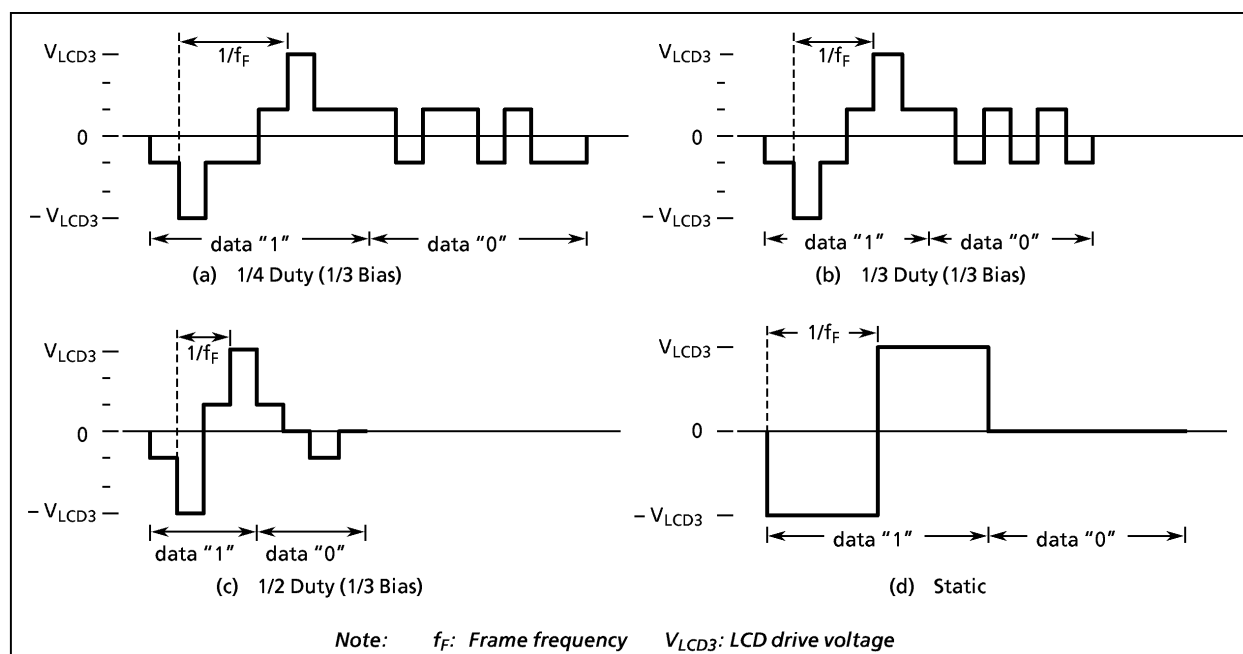 V_LCD3
1/f_F
0
– V_LCD3
data “1” data “0”
(a) 1/4 Duty (1/3 Bias)
V_LCD3
1/f_F
0
– V_LCD3
data “1” data “0”
(b) 1/3 Duty (1/3 Bias)
V_LCD3
1/f_F
0
– V_LCD3
data “1” data “0”
(c) 1/2 Duty (1/3 Bias)
V_LCD3
1/f_F
0
– V_LCD3
data “1” data “0”
(d) Static
Note: f_F: Frame frequency V_LCD3: LCD drive voltage